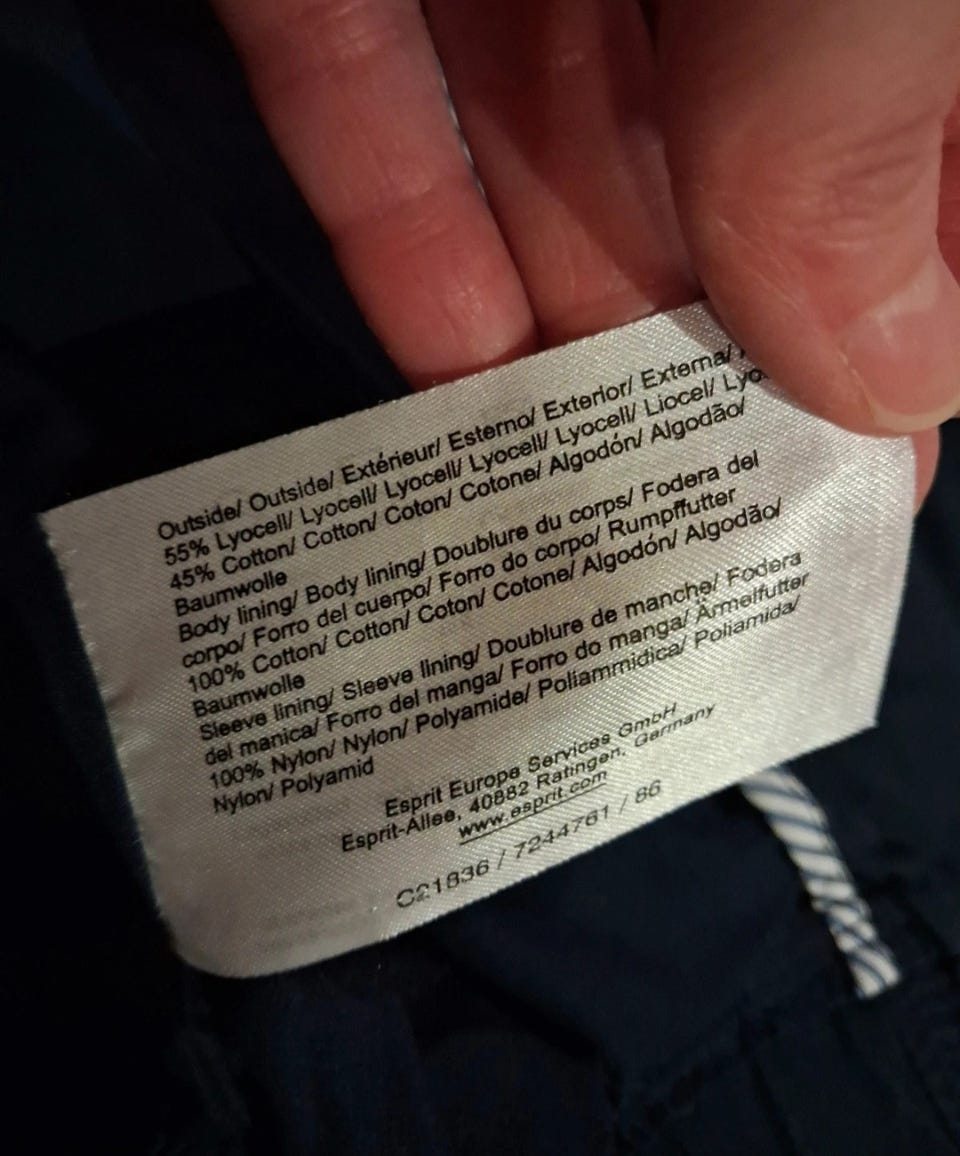 Outside/ Outside/ Extérieur/ Esterno/ Exterior/ Externa/
55% Lyocell/ Lyocell/ Lyocell/ Lyocell/ Lyocell/ Liocel/
45% Cotton/ Cotton/ Coton/ Cotone/ Algodón/ Algodão/
Baumwolle
Body lining/ Body lining/ Doublure du corps/ Fodera del
corpo/ Forro del cuerpo/ Forro do corpo/ Rumpffutter
100% Cotton/ Cotton/ Coton/ Cotone/ Algodón/ Algodão/
Baumwolle
Sleeve lining/ Sleeve lining/ Doublure de manche/ Fodera
del manica/ Forro del manga/ Forro do manga/ Ärmelfutter
100% Nylon/ Nylon/ Polyamide/ Poliammidica/ Poliamida/
Nylon/ Polyamid
Esprit Europe Services GmbH
Esprit-Allee, 40882 Ratingen, Germany
www.esprit.com
C21836 / 7244761 / 86